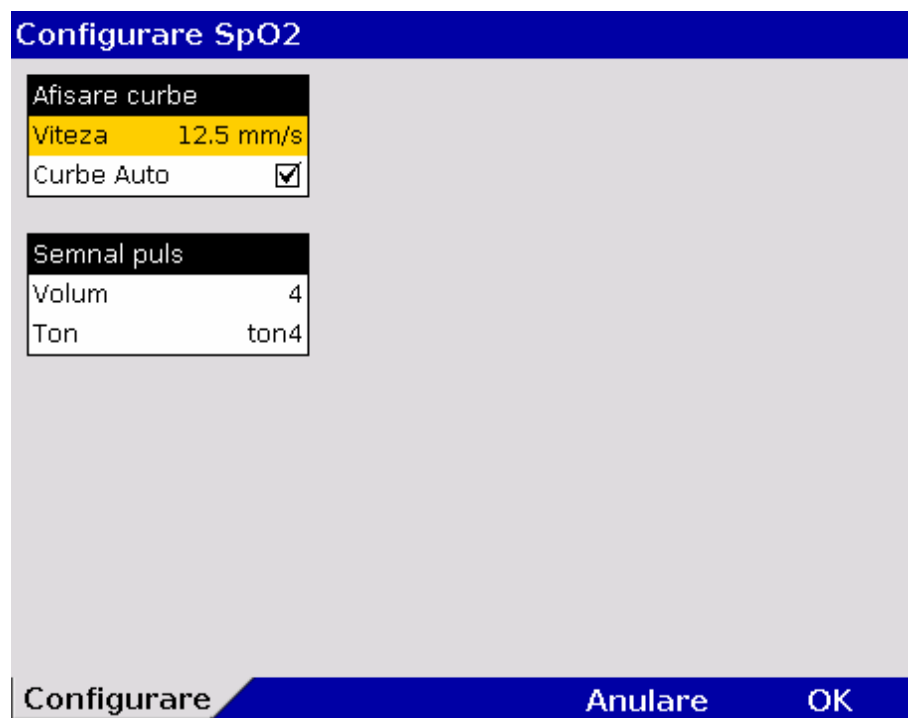 Configurare SpO2
Afisare curbe
Viteza 12.5 mm/s
Curbe Auto
Semnal puls
Volum 4
Ton ton4
Configurare Anulare OK